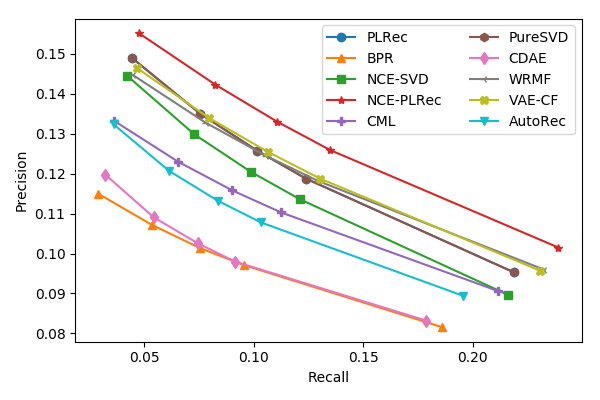 PLRec
BPR
NCE-SVD
NCE-PLRec
CML
PureSVD
CDAE
WRMF
VAE-CF
AutoRec
Precision
0.15
0.14
0.13
0.12
0.11
0.10
0.09
0.08
0.05
0.10
0.15
0.20
Recall